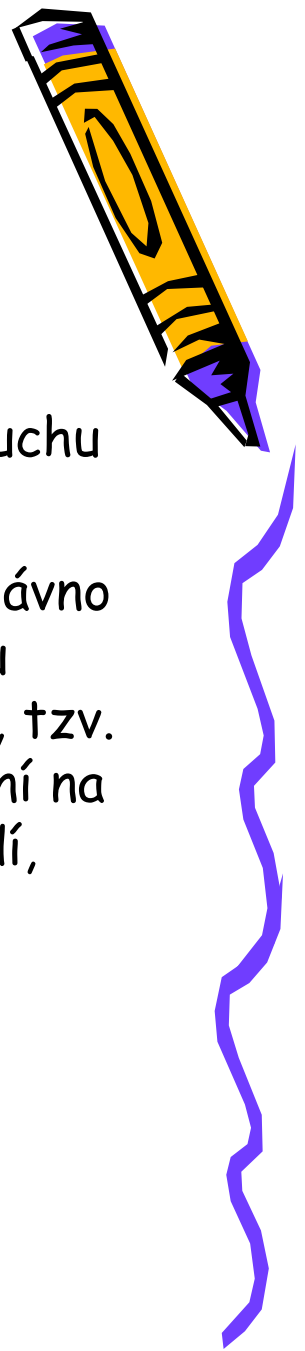 uchu
ávno
u
, tzv.
ní na
lí,